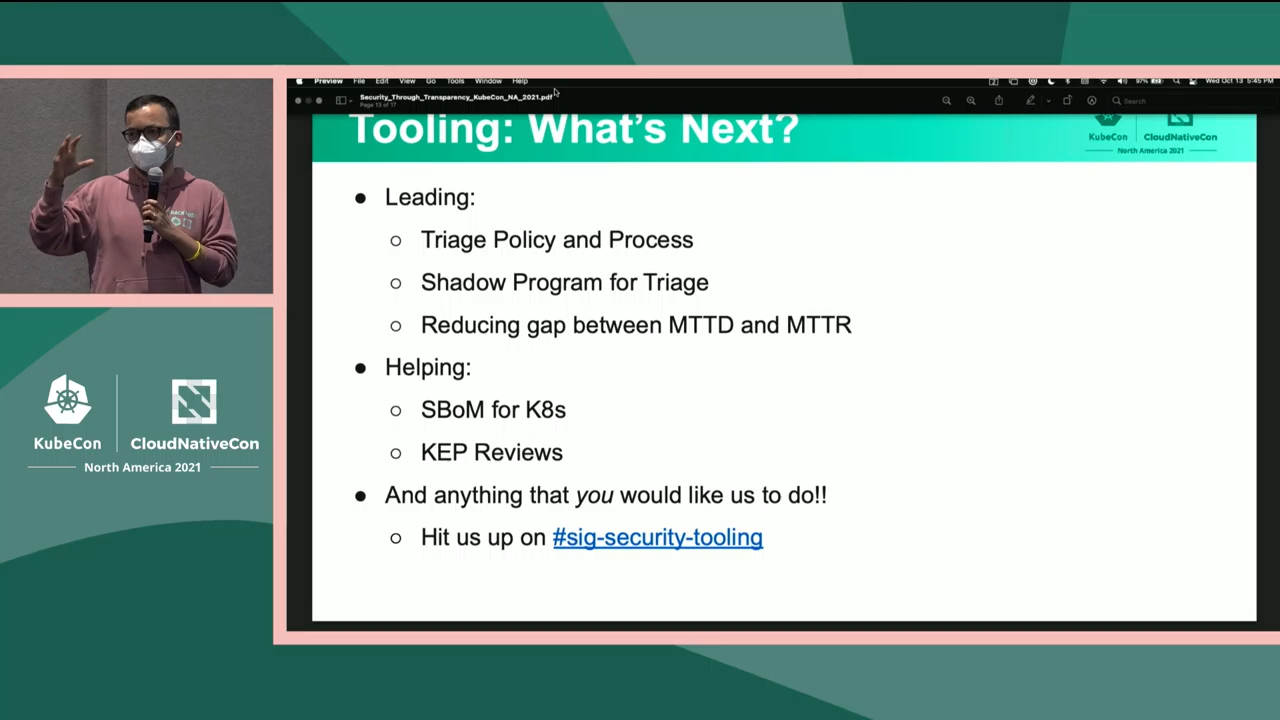 Preview File Edit View Go Tools Window Help
97%
Wed Oct 13 5:45 PM
Security_Through_Transparency_KubeCon_NA_2021.pdf
Page 13 of 17
Search
Tooling: What's Next?
KubeCon
CloudNativeCon
North America 2021
● Leading:
○ Triage Policy and Process
○ Shadow Program for Triage
○ Reducing gap between MTTD and MTTR
● Helping:
○ SBoM for K8s
○ KEP Reviews
● And anything that you would like us to do!!
○ Hit us up on #sig-security-tooling
KubeCon
CloudNativeCon
North America 2021